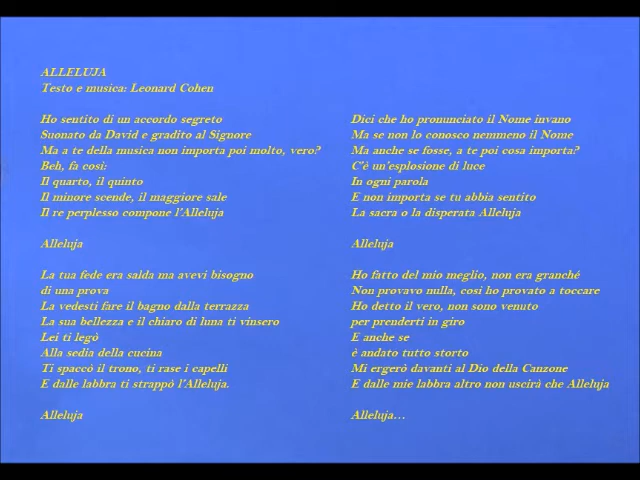 ALLELUJA
Testo e musica: Leonard Cohen
Ho sentito di un accordo segreto
Suonato da David e gradito al Signore
Ma a te della musica non importa poi molto, vero?
Beh, fa così:
Il quarto, il quinto
Il minore scende, il maggiore sale
Il re perplesso compone l'Alleluja
Alleluja
La tua fede era salda ma avevi bisogno
di una prova
La vedesti fare il bagno dalla terrazza
La sua bellezza e il chiaro di luna ti vinsero
Lei ti legò
Alla sedia della cucina
Ti spaccò il trono, ti rase i capelli
E dalle labbra ti strappò l'Alleluja.
Alleluja
Dici che ho pronunciato il Nome invano
Ma se non lo conosco nemmeno il Nome
Ma anche se fosse, a te poi cosa importa?
C'è un'esplosione di luce
In ogni parola
E non importa se tu abbia sentito
La sacra o la disperata Alleluja
Alleluja
Ho fatto del mio meglio, non era granché
Non provavo nulla, così ho provato a toccare
Ho detto il vero, non sono venuto
per prenderti in giro
E anche se
è andato tutto storto
Mi ergerò davanti al Dio della Canzone
E dalle mie labbra altro non uscirà che Alleluja
Alleluja…